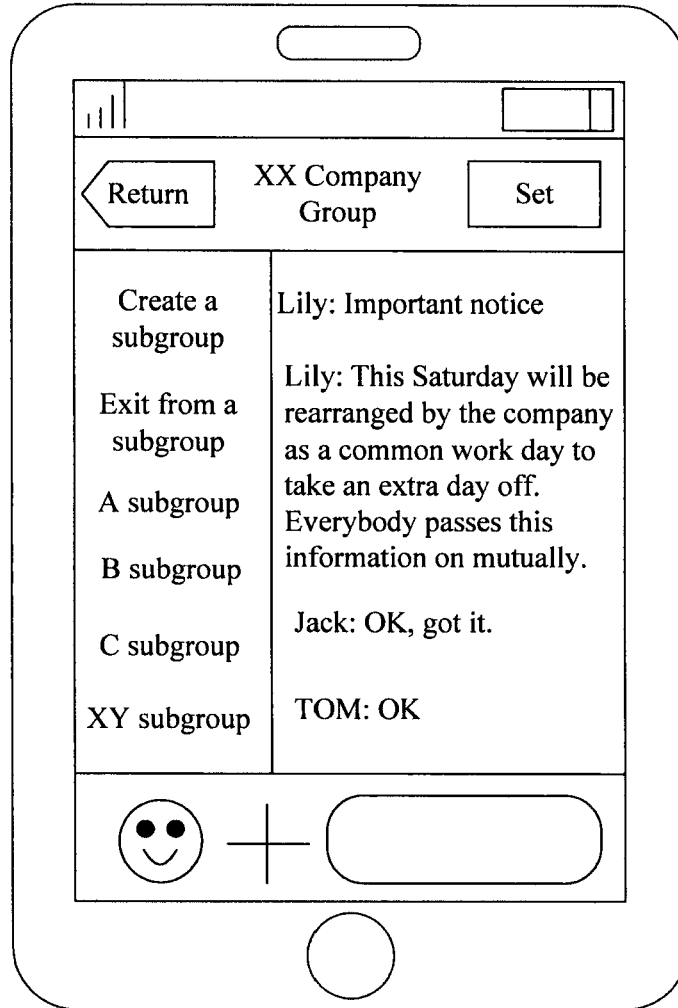 Return
XX Company
Group
Set
Create a
subgroup
Exit from a
subgroup
A subgroup
B subgroup
C subgroup
XY subgroup
Lily: Important notice
Lily: This Saturday will be
rearranged by the company
as a common work day to
take an extra day off.
Everybody passes this
information on mutually.
Jack: OK, got it.
TOM: OK